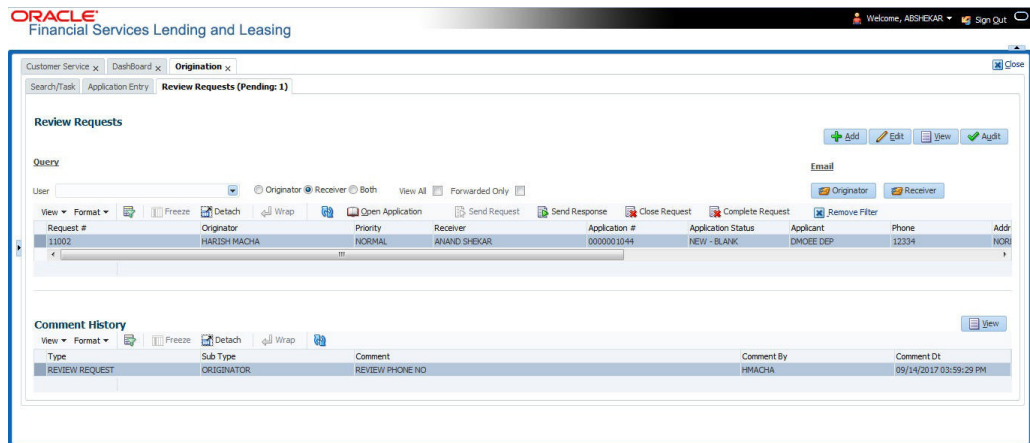 ORACLE
Financial Services Lending and Leasing
Welcome, ABSHEKAR Sign Out
Customer Service x DashBoard x Origination x Close
Search/Task Application Entry Review Requests (Pending: 1)
Review Requests
Add Edit View Audit
Query Email
User Originator Receiver Both View All Forwarded Only Originator Receiver
View Format Freeze Detach Wrap Open Application Send Request Send Response Close Request Complete Request Remove Filter
Request # Originator Priority Receiver Application # Application Status Applicant Phone Addr
11002 HARISH MACHA NORMAL ANAND SHEKAR 0000001044 NEW - BLANK DMOEE DEP 12334
Comment History View
View Format Freeze Detach Wrap
Type Sub Type Comment Comment By Comment Dt
REVIEW REQUEST ORIGINATOR REVIEW PHONE NO HMACHA 09/14/2017 03:59:29 PM